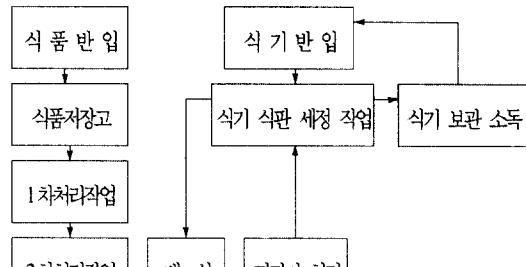 식 품 반 입
식 기 반 입
식품저장고
식기 식판 세정 작업
식기 보관 소독
1차처리작업